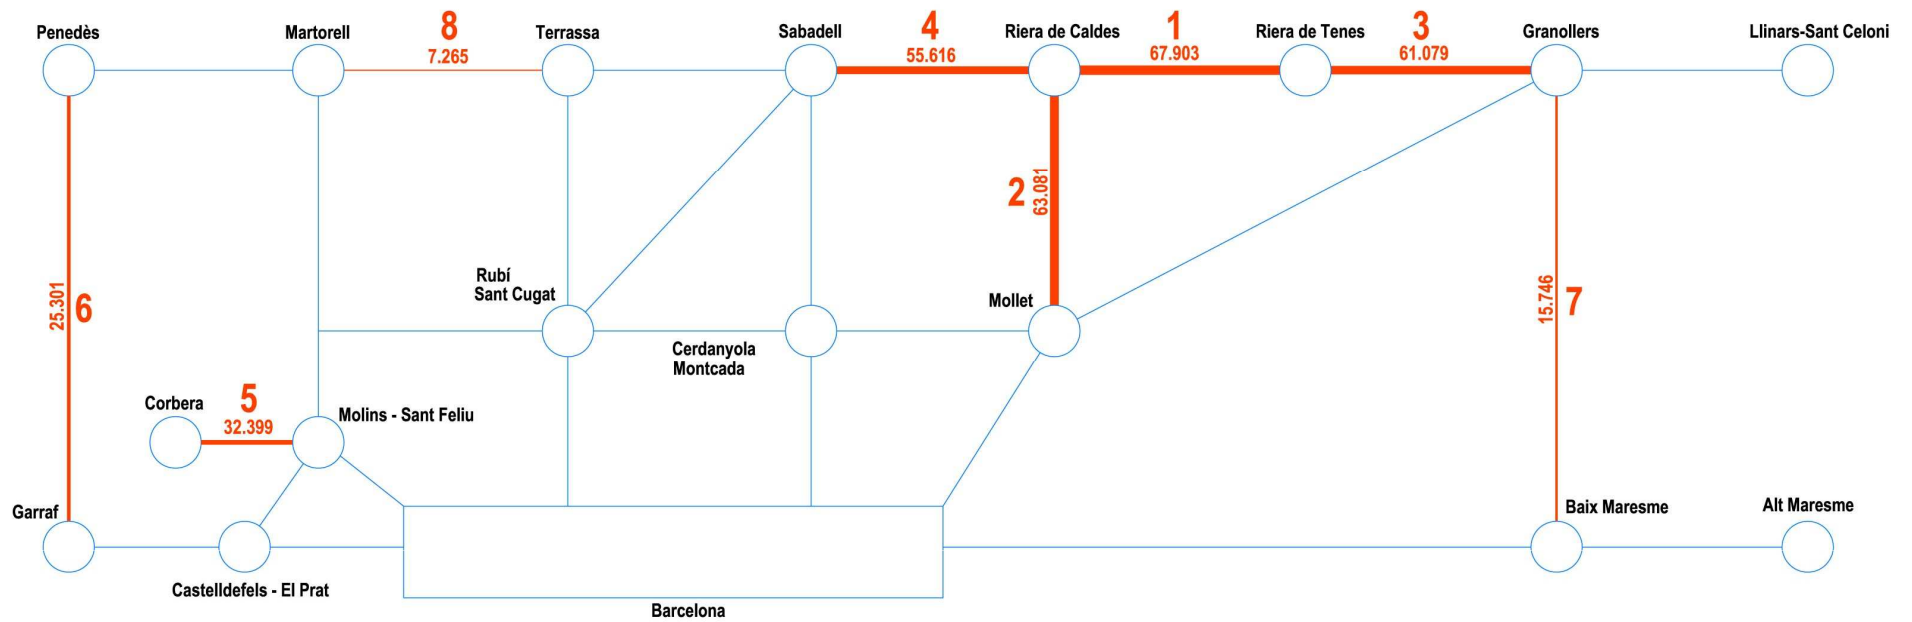 Penedès
Martorell
8
7.265
Terrassa
Sabadell
4
55.616
Riera de Caldes
1
67.903
Riera de Tenes
3
61.079
Granollers
Llinars-Sant Celoni
2
63.081
Rubí
Sant Cugat
Mollet
25.301
6
15.746
7
Cerdanyola
Montcada
Corbera
5
32.399
Molins - Sant Feliu
Garraf
Baix Maresme
Alt Maresme
Castelldefels - El Prat
Barcelona